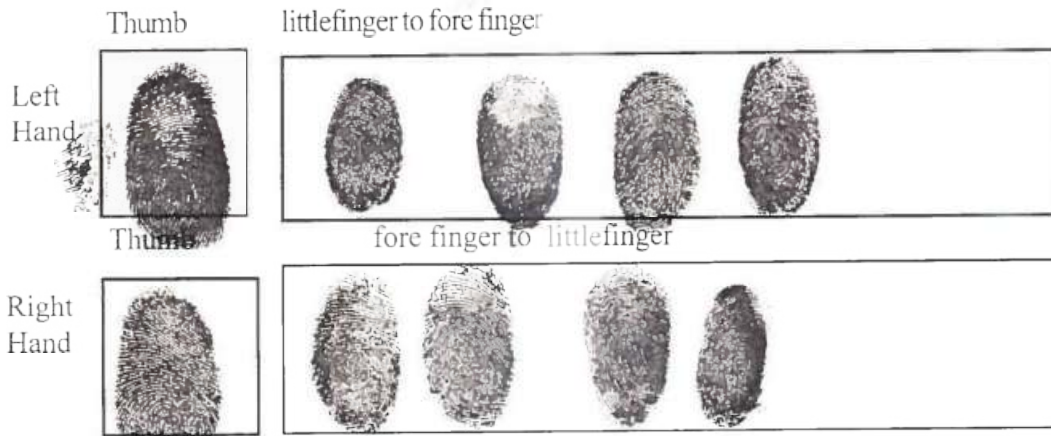 Thumb littlefinger to fore finger
Left
Hand
Thumb fore finger to littlefinger
Right
Hand